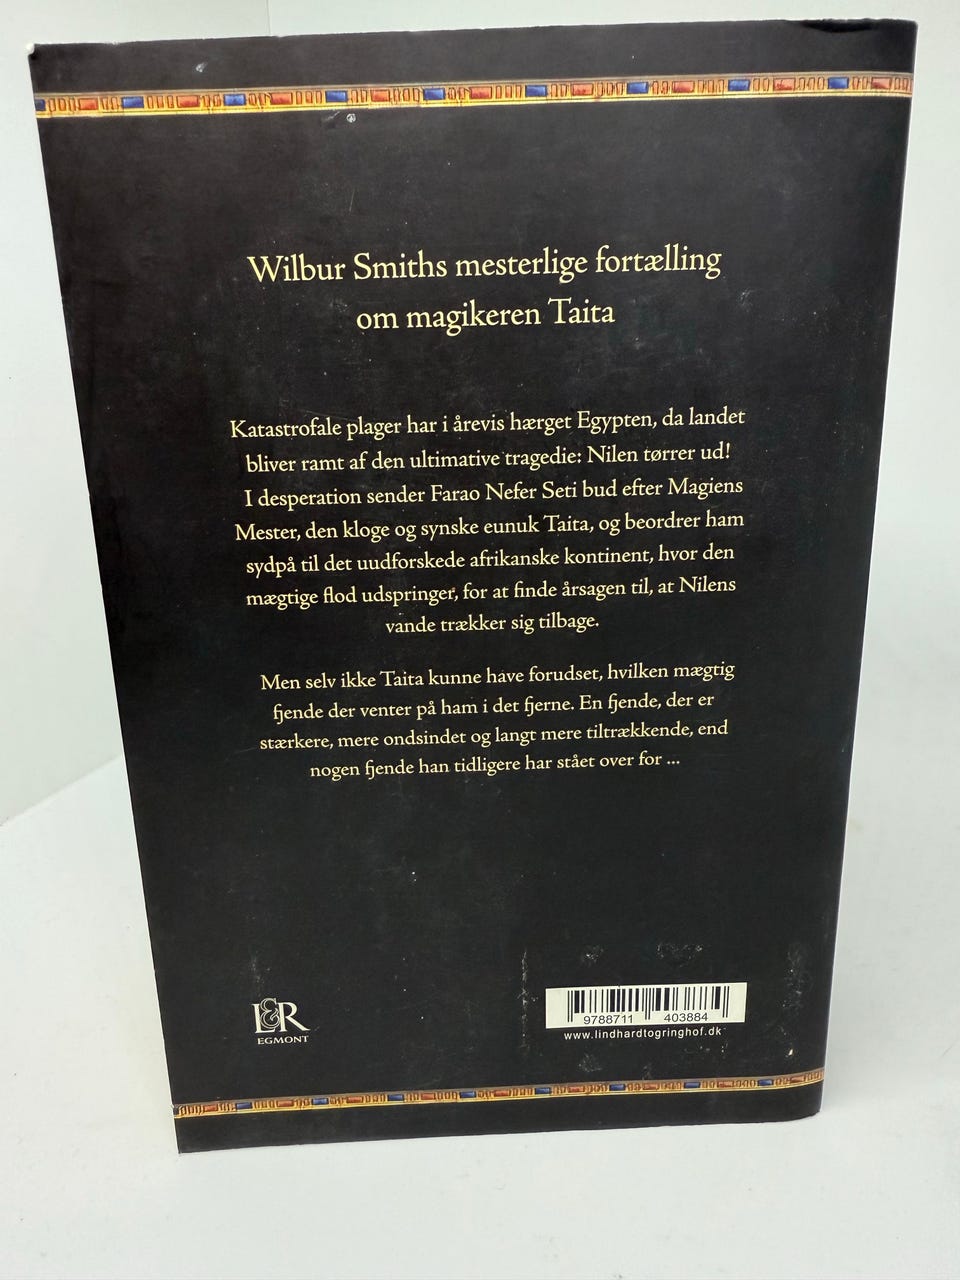 Wilbur Smiths mesterlige fortælling
om magikeren Taita
Katastrofale plager har i årevis hærget Egypten, da landet
bliver ramt af den ultimative tragedie: Nilen tørrer ud!
I desperation sender Farao Nefer Seti bud efter Magiens
Mester, den kloge og synske eunuk Taita, og beordrer ham
sydpå til det uudforskede afrikanske kontinent, hvor den
mægtige flod udspringer, for at finde årsagen til, at Nilens
vande trækker sig tilbage.
Men selv ikke Taita kunne have forudset, hvilken mægtig
fjende der venter på ham i det fjerne. En fjende, der er
stærkere, mere ondsindet og langt mere tiltrækkende, end
nogen fjende han tidligere har stået over for ...
L&R
EGMONT
9788711 403884
www.lindhardtogringhof.dk